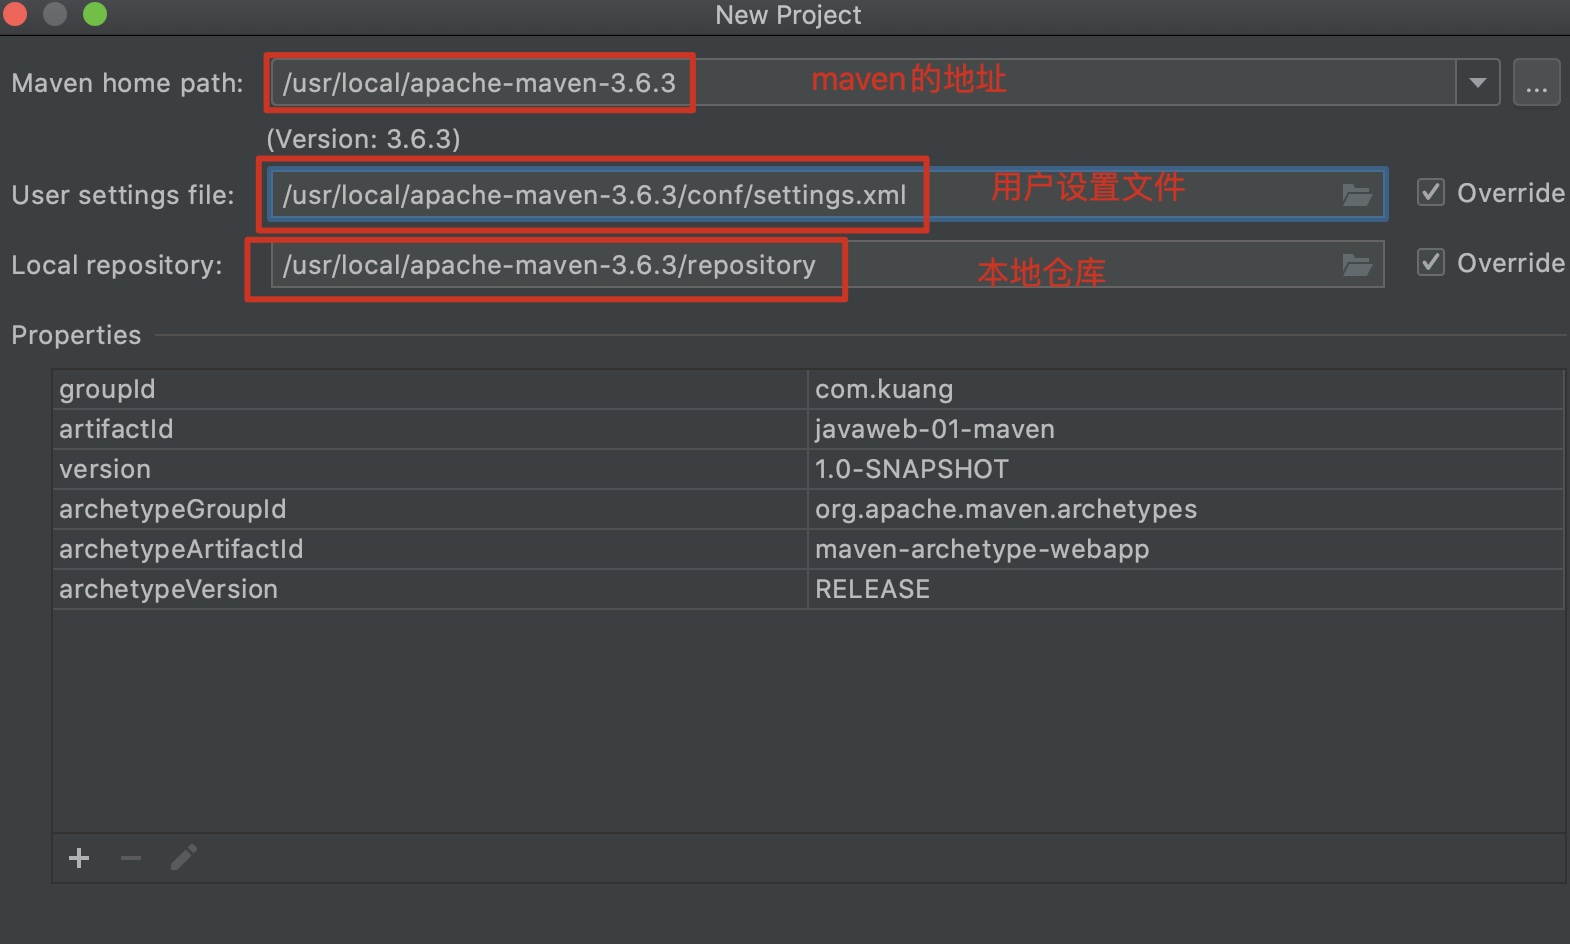 New Project
Maven home path: /usr/local/apache-maven-3.6.3 maven的地址 ...
(Version: 3.6.3)
User settings file: /usr/local/apache-maven-3.6.3/conf/settings.xml 用户设置文件 Override
Local repository: /usr/local/apache-maven-3.6.3/repository 本地仓库 Override
Properties
groupId com.kuang
artifactId javaweb-01-maven
version 1.0-SNAPSHOT
archetypeGroupId org.apache.maven.archetypes
archetypeArtifactId maven-archetype-webapp
archetypeVersion RELEASE